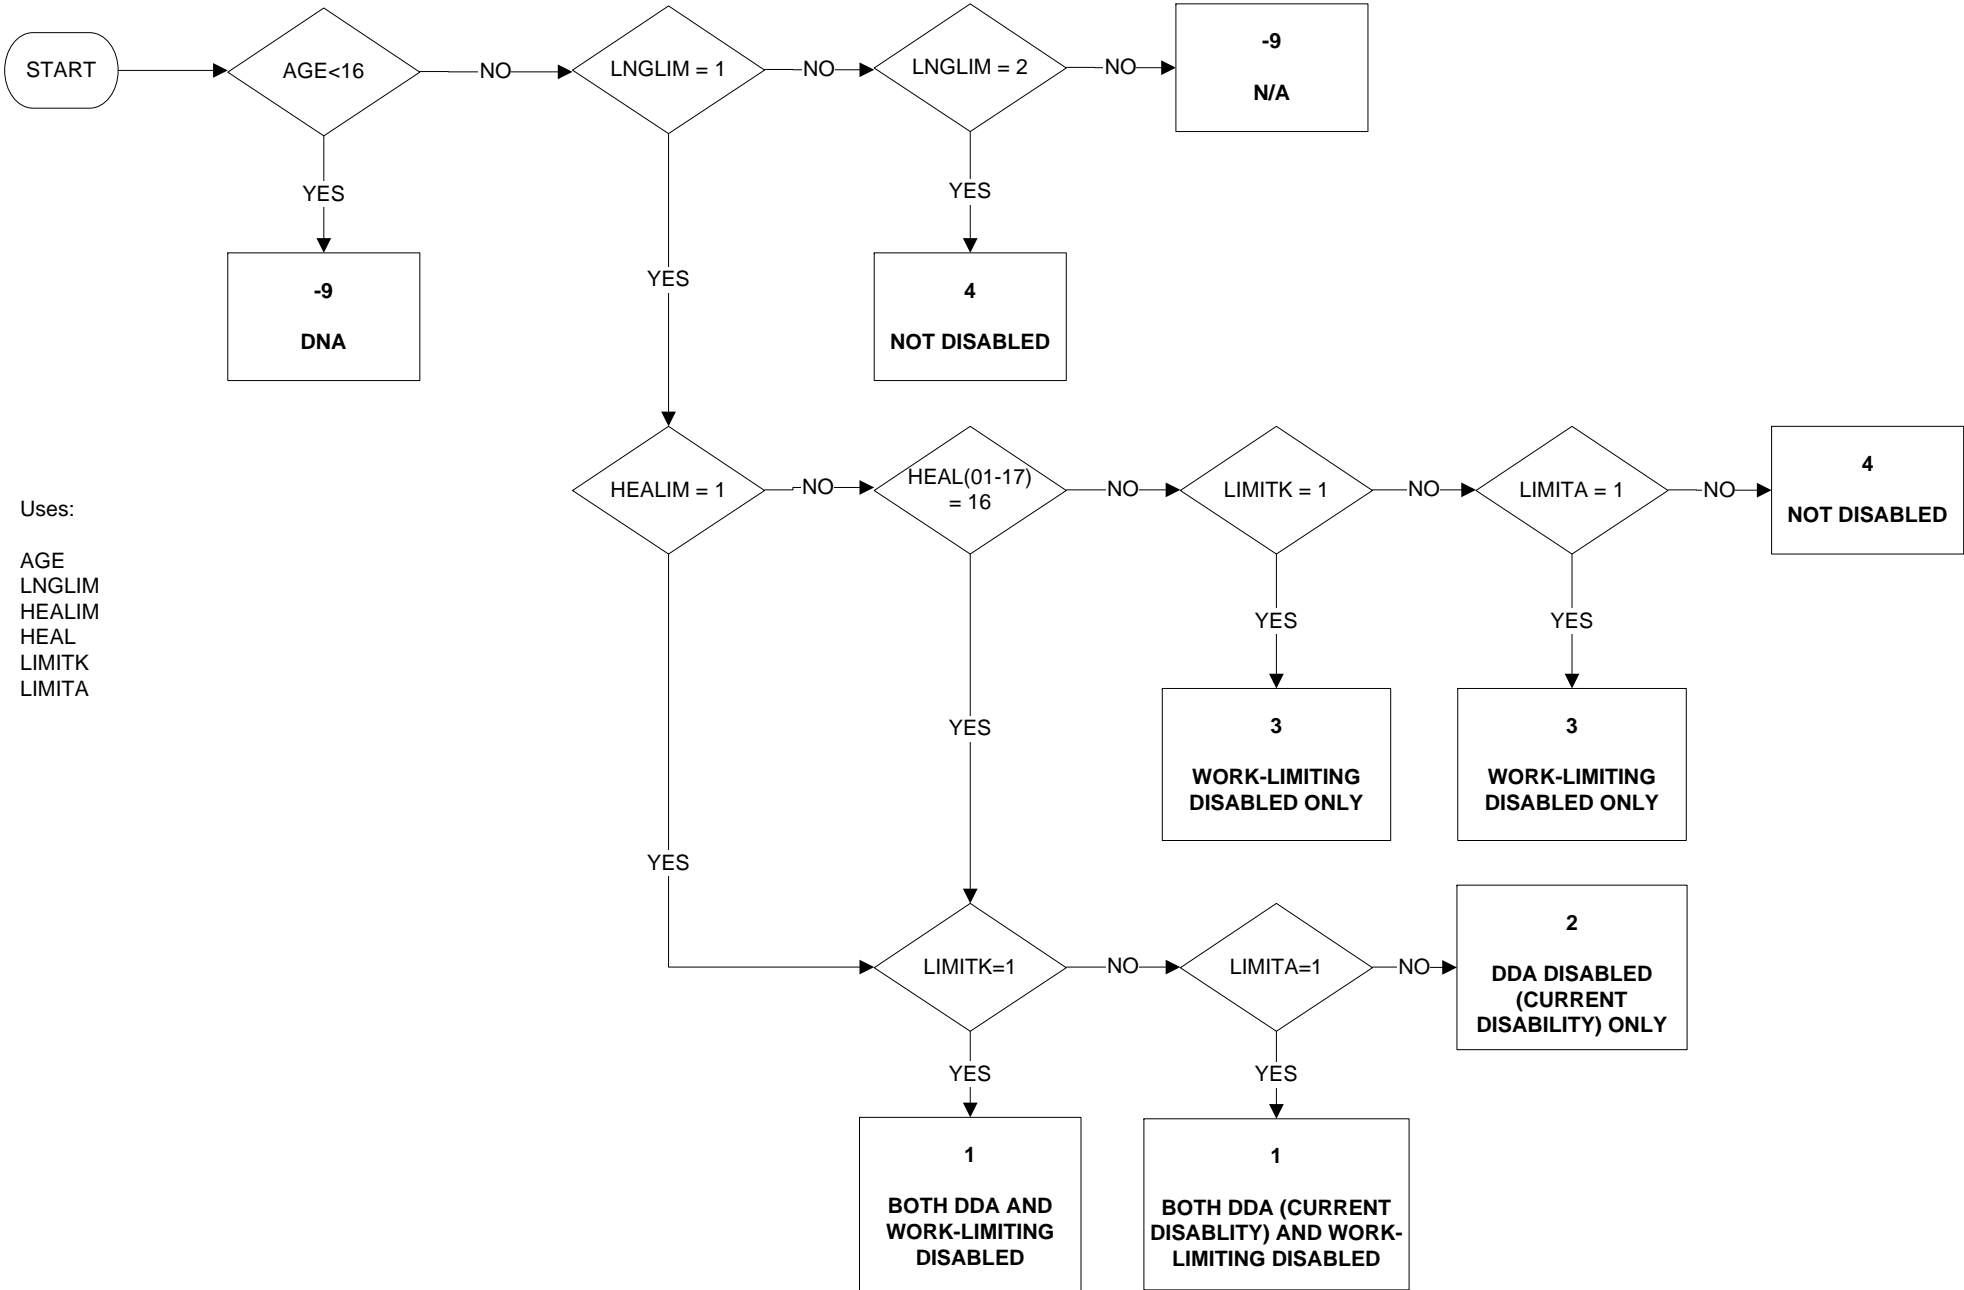 START
AGE<16
NO
LNGLIM = 1
NO
LNGLIM = 2
NO
-9
N/A
YES
YES
YES
-9
DNA
4
NOT DISABLED
HEALIM = 1
NO
HEAL(01-17)
= 16
NO
LIMITK = 1
NO
LIMITA = 1
NO
4
NOT DISABLED
Uses:
AGE
LNGLIM
HEALIM
HEAL
LIMITK
LIMITA
YES
YES
YES
YES
3
WORK-LIMITING
DISABLED ONLY
3
WORK-LIMITING
DISABLED ONLY
LIMITK=1
NO
LIMITA=1
NO
2
DDA DISABLED
(CURRENT
DISABILITY) ONLY
YES
YES
1
BOTH DDA AND
WORK-LIMITING
DISABLED
1
BOTH DDA (CURRENT
DISABLITY) AND WORK-
LIMITING DISABLED